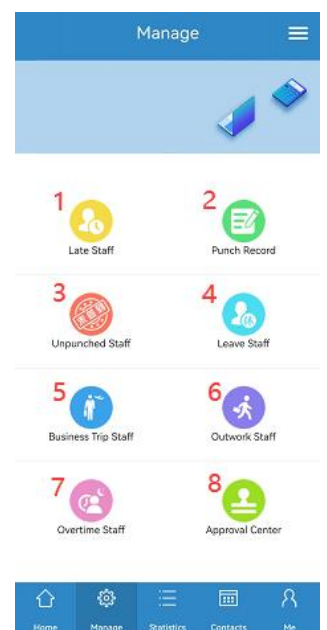 Manage
1
2
Late Staff
Punch Record
3
4
Unpunched Staff
Leave Staff
5
6
Business Trip Staff
Outwork Staff
7
8
Overtime Staff
Approval Center
Home Manage Statistics Contacts Me